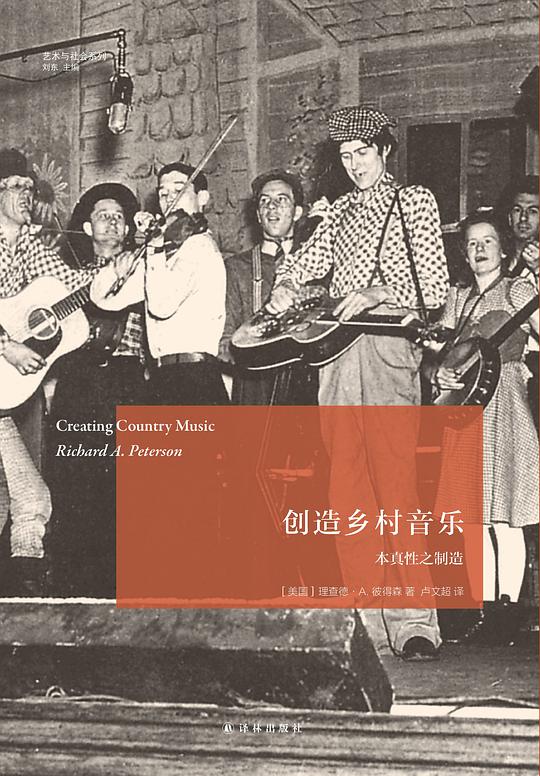 艺术与社会系列
刘东 主编
Creating Country Music
Richard A. Peterson
创造乡村音乐
本真性之制造
[美国] 理查德·A. 彼得森 著 卢文超 译
译林出版社